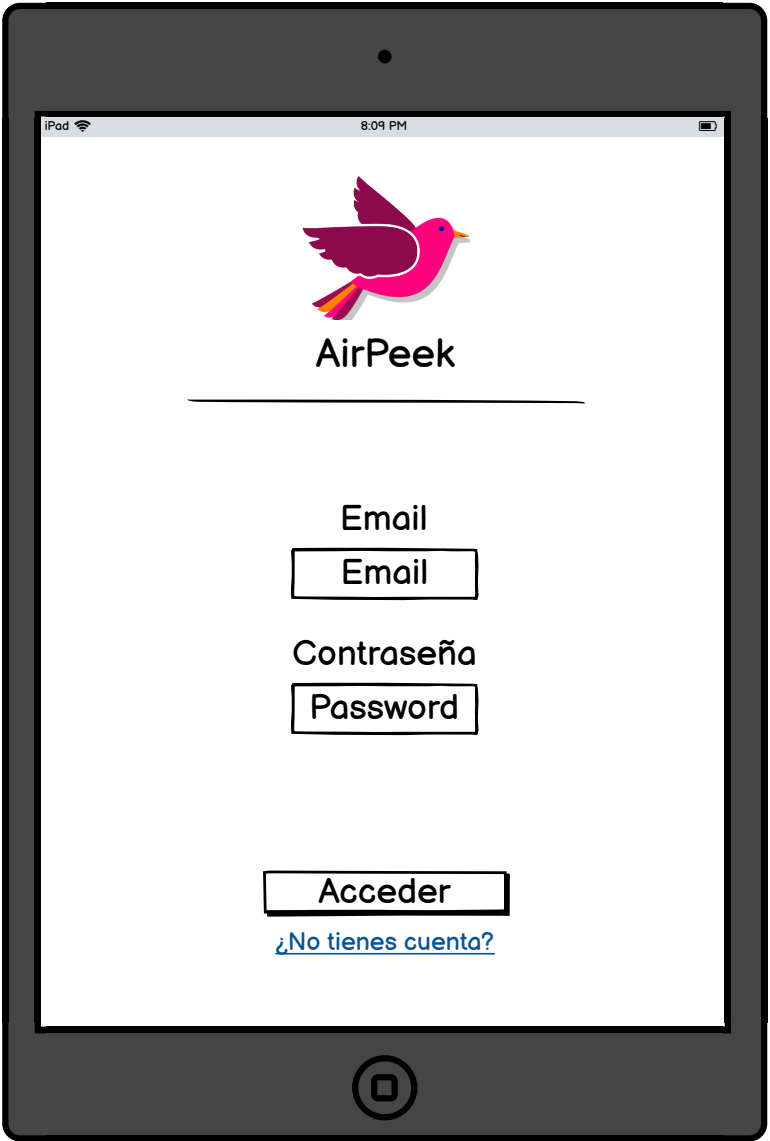 iPad 8:09 PM
AirPeek
Email
Email
Contraseña
Password
Acceder
¿No tienes cuenta?